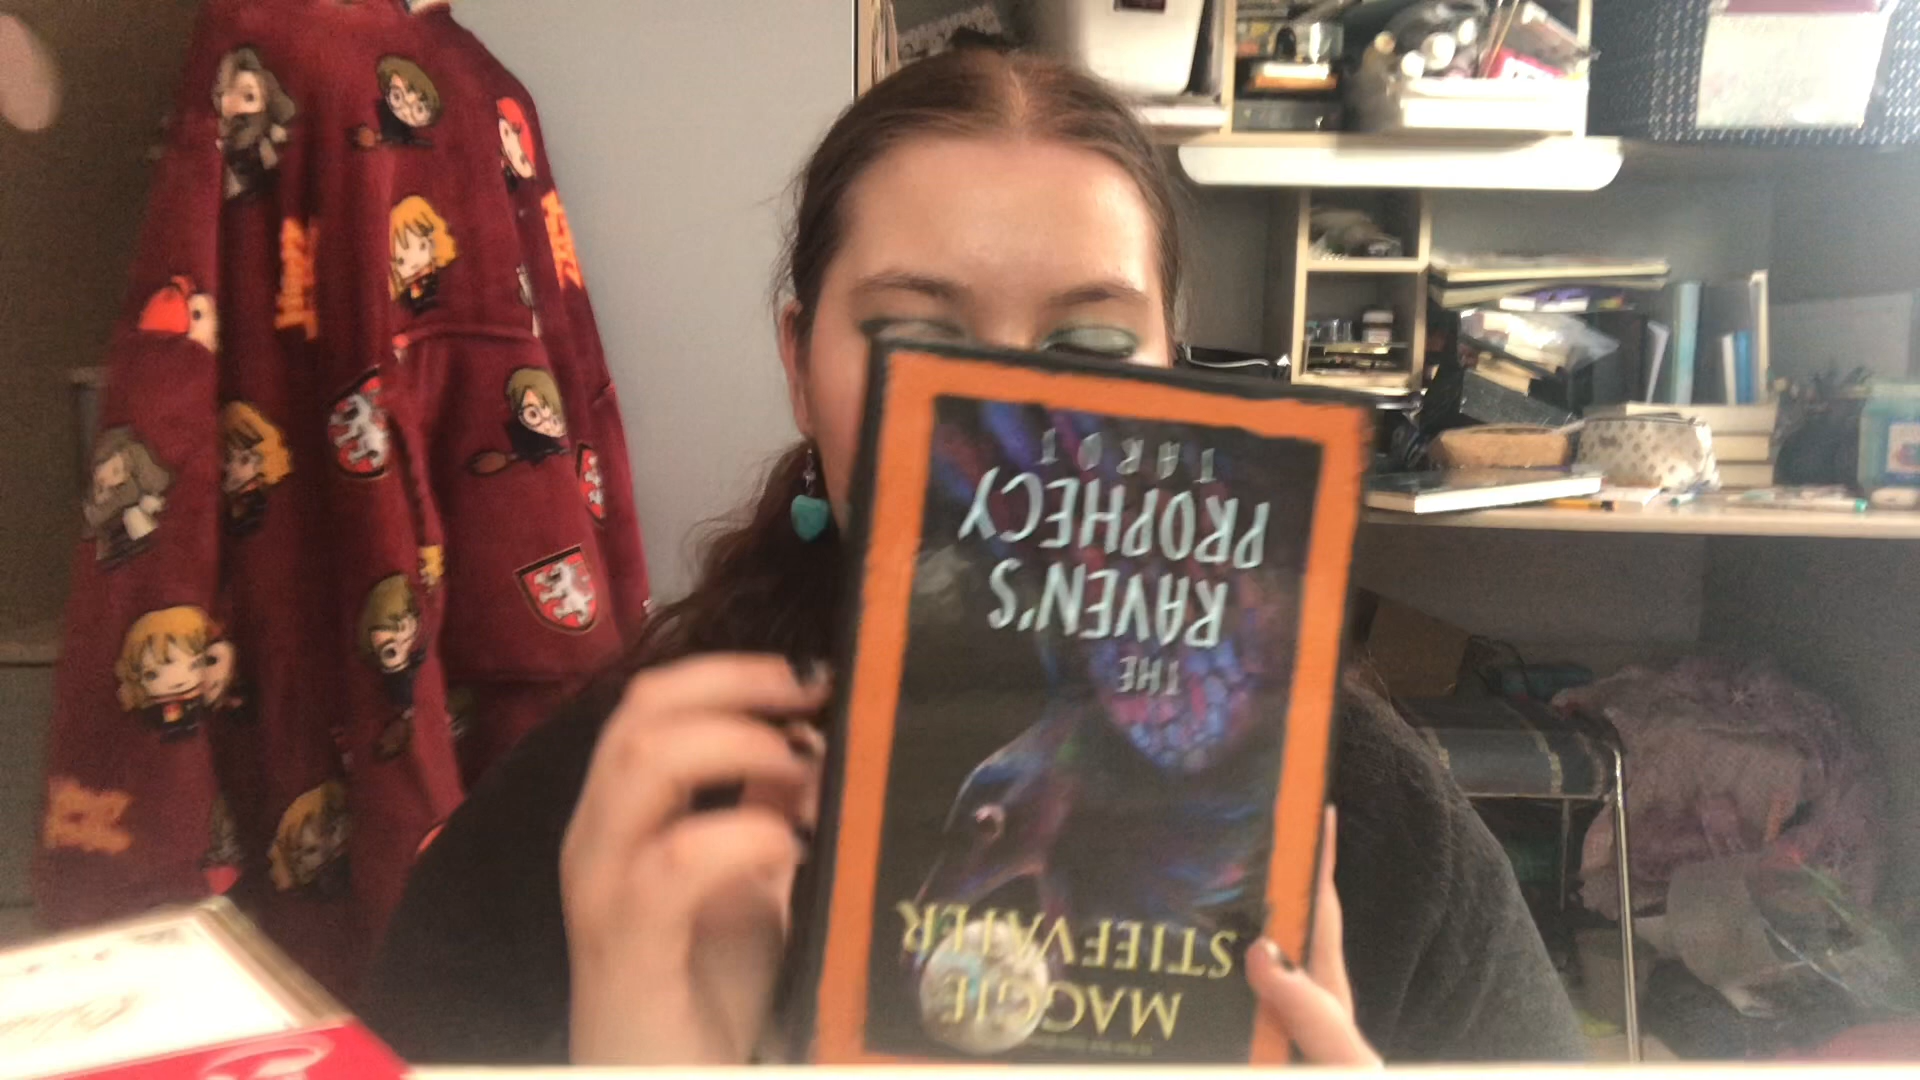 MAGGIE
STIEFVATER
THE
RAVEN'S
PROPHECY
TAROT